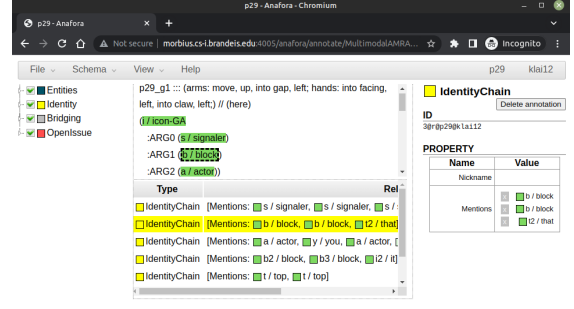 p29 - Anafora - Chromium
p29 - Anafora × +
Not secure | morbius.cs-i.brandeis.edu:4005/anafora/annotate/MultimodalAMRA... Incognito
File Schema View Help p29 klai12
Entities
Identity
Bridging
OpenIssue
p29_g1 ::: (arms: move, up, into gap, left; hands: into facing,
left, into claw, left;) // (here)
(i / icon-GA
:ARG0 (s / signaler)
:ARG1 (b / block)
:ARG2 (a / actor))
Type Rel
IdentityChain [Mentions: s / signaler, s / signaler, s /
IdentityChain [Mentions: b / block, b / block, t2 / that]
IdentityChain [Mentions: a / actor, y / you, a / actor,
IdentityChain [Mentions: b2 / block, b3 / block, i2 / it]
IdentityChain [Mentions: t / top, t / top]
IdentityChain
Delete annotation
ID
3@r@p29@klai12
PROPERTY
Name Value
Nickname
Mentions
x b / block
x b / block
x t2 / that